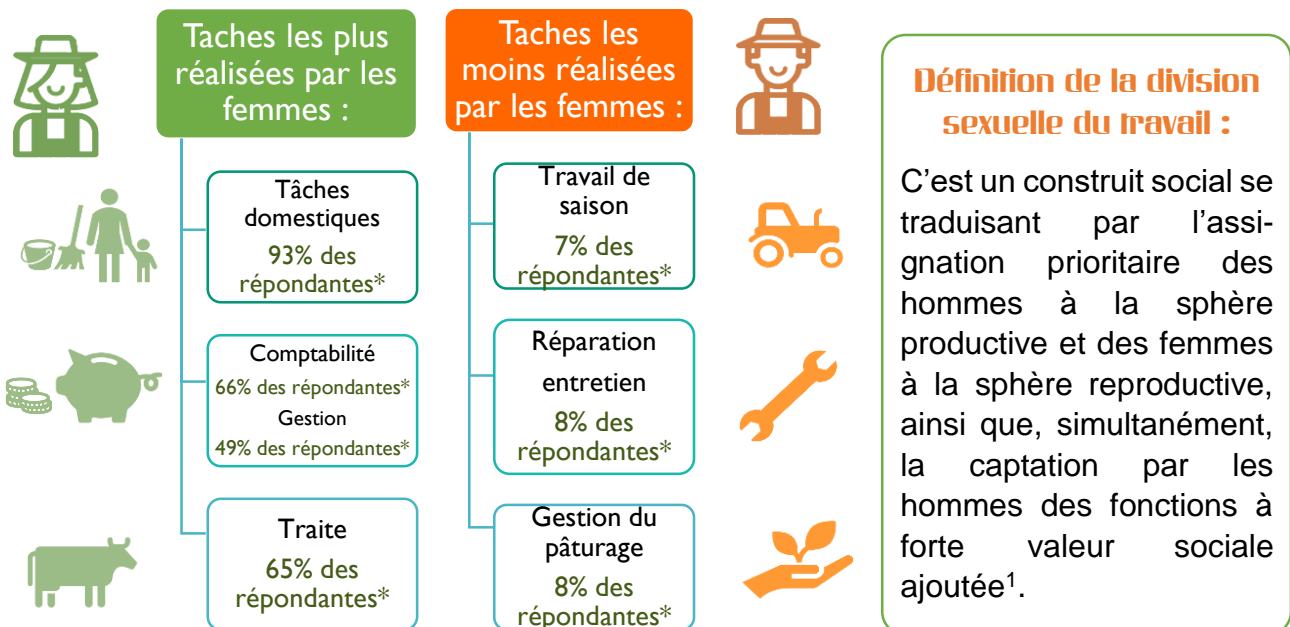 Taches les plus
réalisées par les
femmes :
Tâches
domestiques
93% des
répondantes*
Comptabilité
66% des répondantes*
Gestion
49% des répondantes*
Traite
65% des
répondantes*
Taches les
moins réalisées
par les femmes :
Travail de
saison
7% des
répondantes*
Réparation
entretien
8% des
répondantes*
Gestion du
pâturage
8% des
répondantes*
Définition de la division
sexuelle du travail :
C’est un construit social se
traduisant par l’assi-
gnation prioritaire des
hommes à la sphère
productive et des femmes
à la sphère reproductive,
ainsi que, simultanément,
la captation par les
hommes des fonctions à
forte valeur sociale
ajoutée¹.